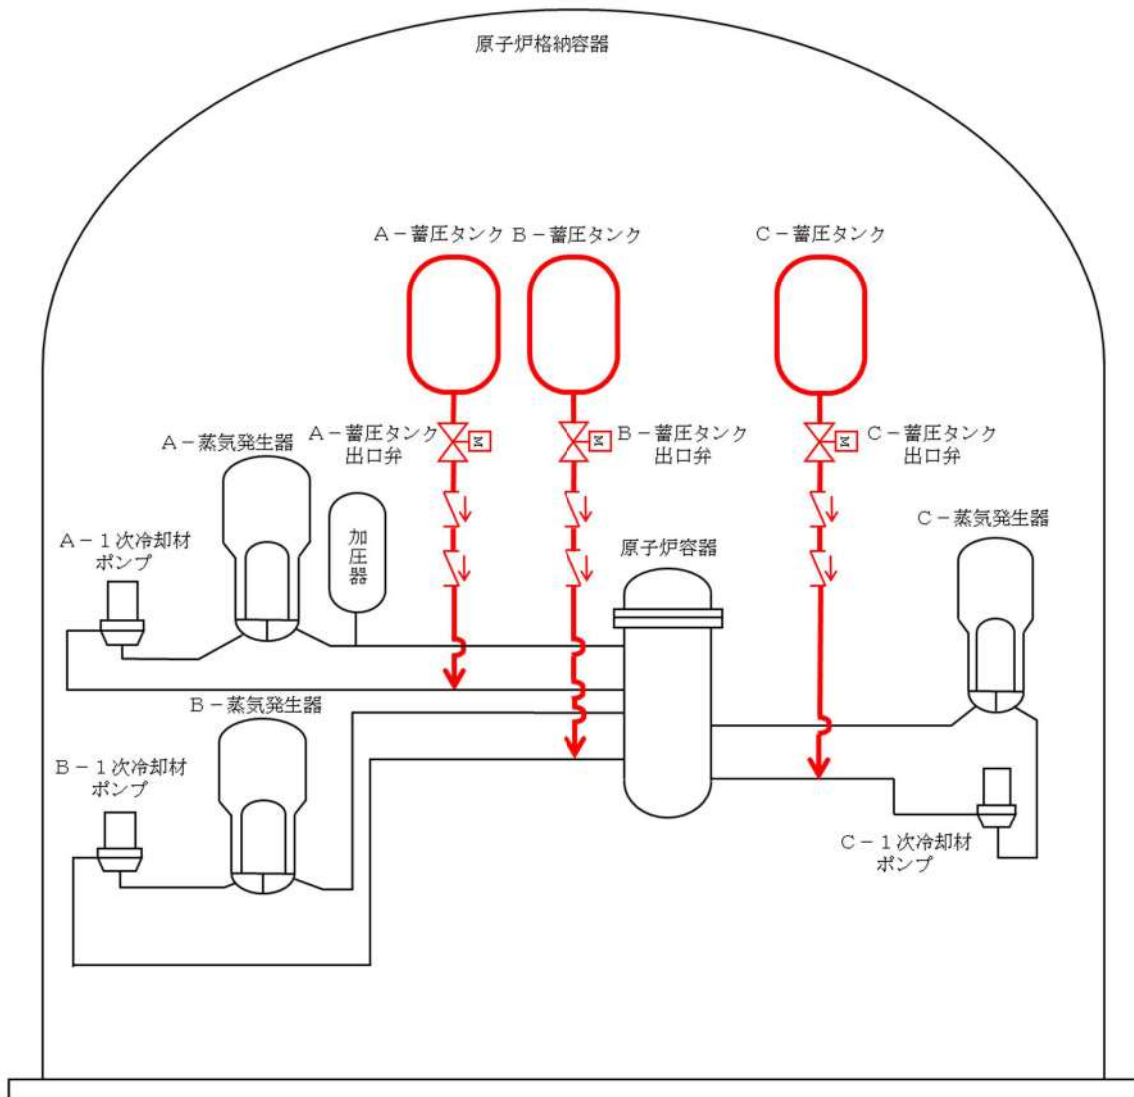 原子炉格納容器
A-蓄圧タンク
B-蓄圧タンク
C-蓄圧タンク
A-蒸気発生器
A-蓄圧タンク
出口弁
M
B-蓄圧タンク
出口弁
M
C-蓄圧タンク
出口弁
M
C-蒸気発生器
A-1次冷却材
ポンプ
加圧器
原子炉容器
B-蒸気発生器
B-1次冷却材
ポンプ
C-1次冷却材
ポンプ